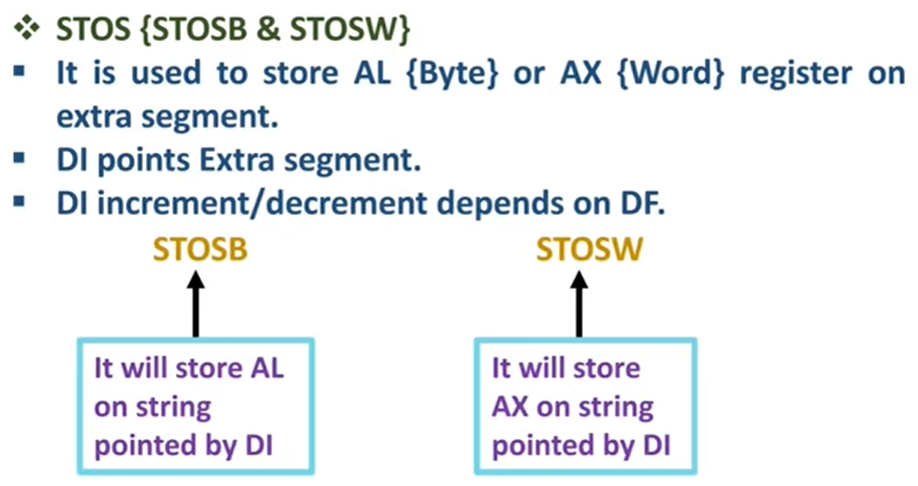 ❖ STOS {STOSB & STOSW}
▪ It is used to store AL {Byte} or AX {Word} register on
extra segment.
▪ DI points Extra segment.
▪ DI increment/decrement depends on DF.
STOSB
STOSW
It will store AL
on string
pointed by DI
It will store
AX on string
pointed by DI